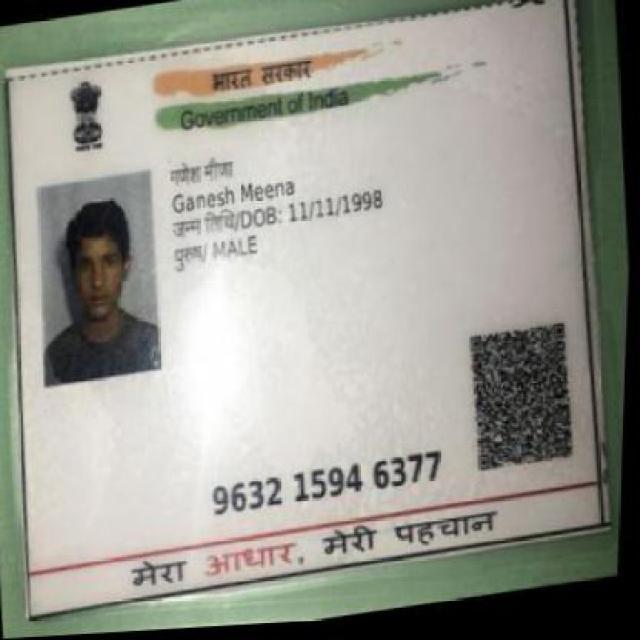 भारत सरकार
Government of India
गणेश मीणा
Ganesh Meena
जन्म तिथि/DOB: 11/11/1998
पुरुष/ MALE
9632 1594 6377
मेरा आधार, मेरी पहचान